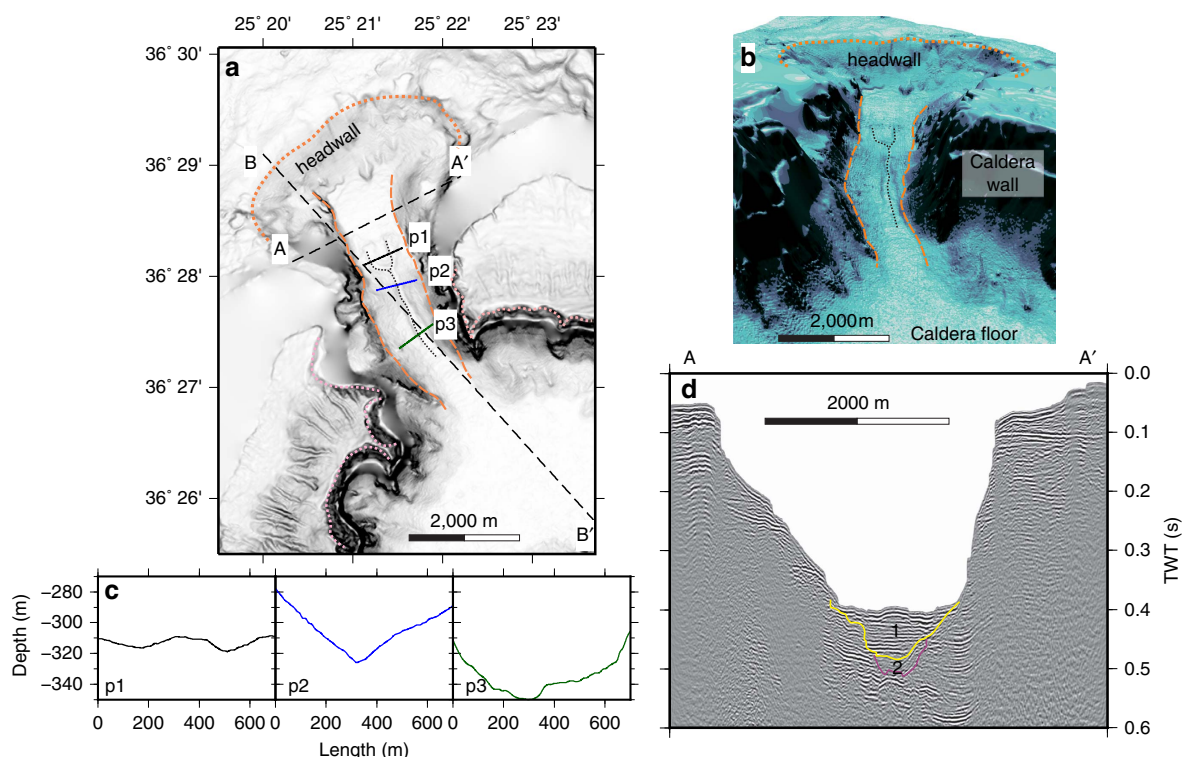 25° 20' 25° 21' 25° 22' 25° 23'
36° 30'
36° 29'
36° 28'
36° 27'
36° 26'
a
headwall
B
A′
A
p1
p2
p3
2,000 m
B′
b
headwall
Caldera
wall
2,000m
Caldera floor
c
Depth (m)
−280
−290
−300
−310
−320
−330
−340
p1
p2
p3
0 200 400 600 0 200 400 600 0 200 400 600
Length (m)
A A′
d
2000 m
1
2
0.0
0.1
0.2
0.3
0.4
0.5
0.6
TWT (s)